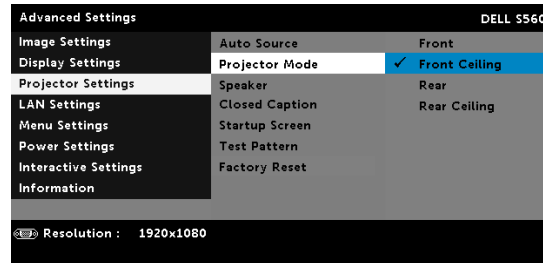 Advanced Settings DELL S560
Image Settings Auto Source Front
Display Settings Projector Mode ✓ Front Ceiling
Projector Settings Speaker Rear
LAN Settings Closed Caption Rear Ceiling
Menu Settings Startup Screen
Power Settings Test Pattern
Interactive Settings Factory Reset
Information
Resolution : 1920x1080